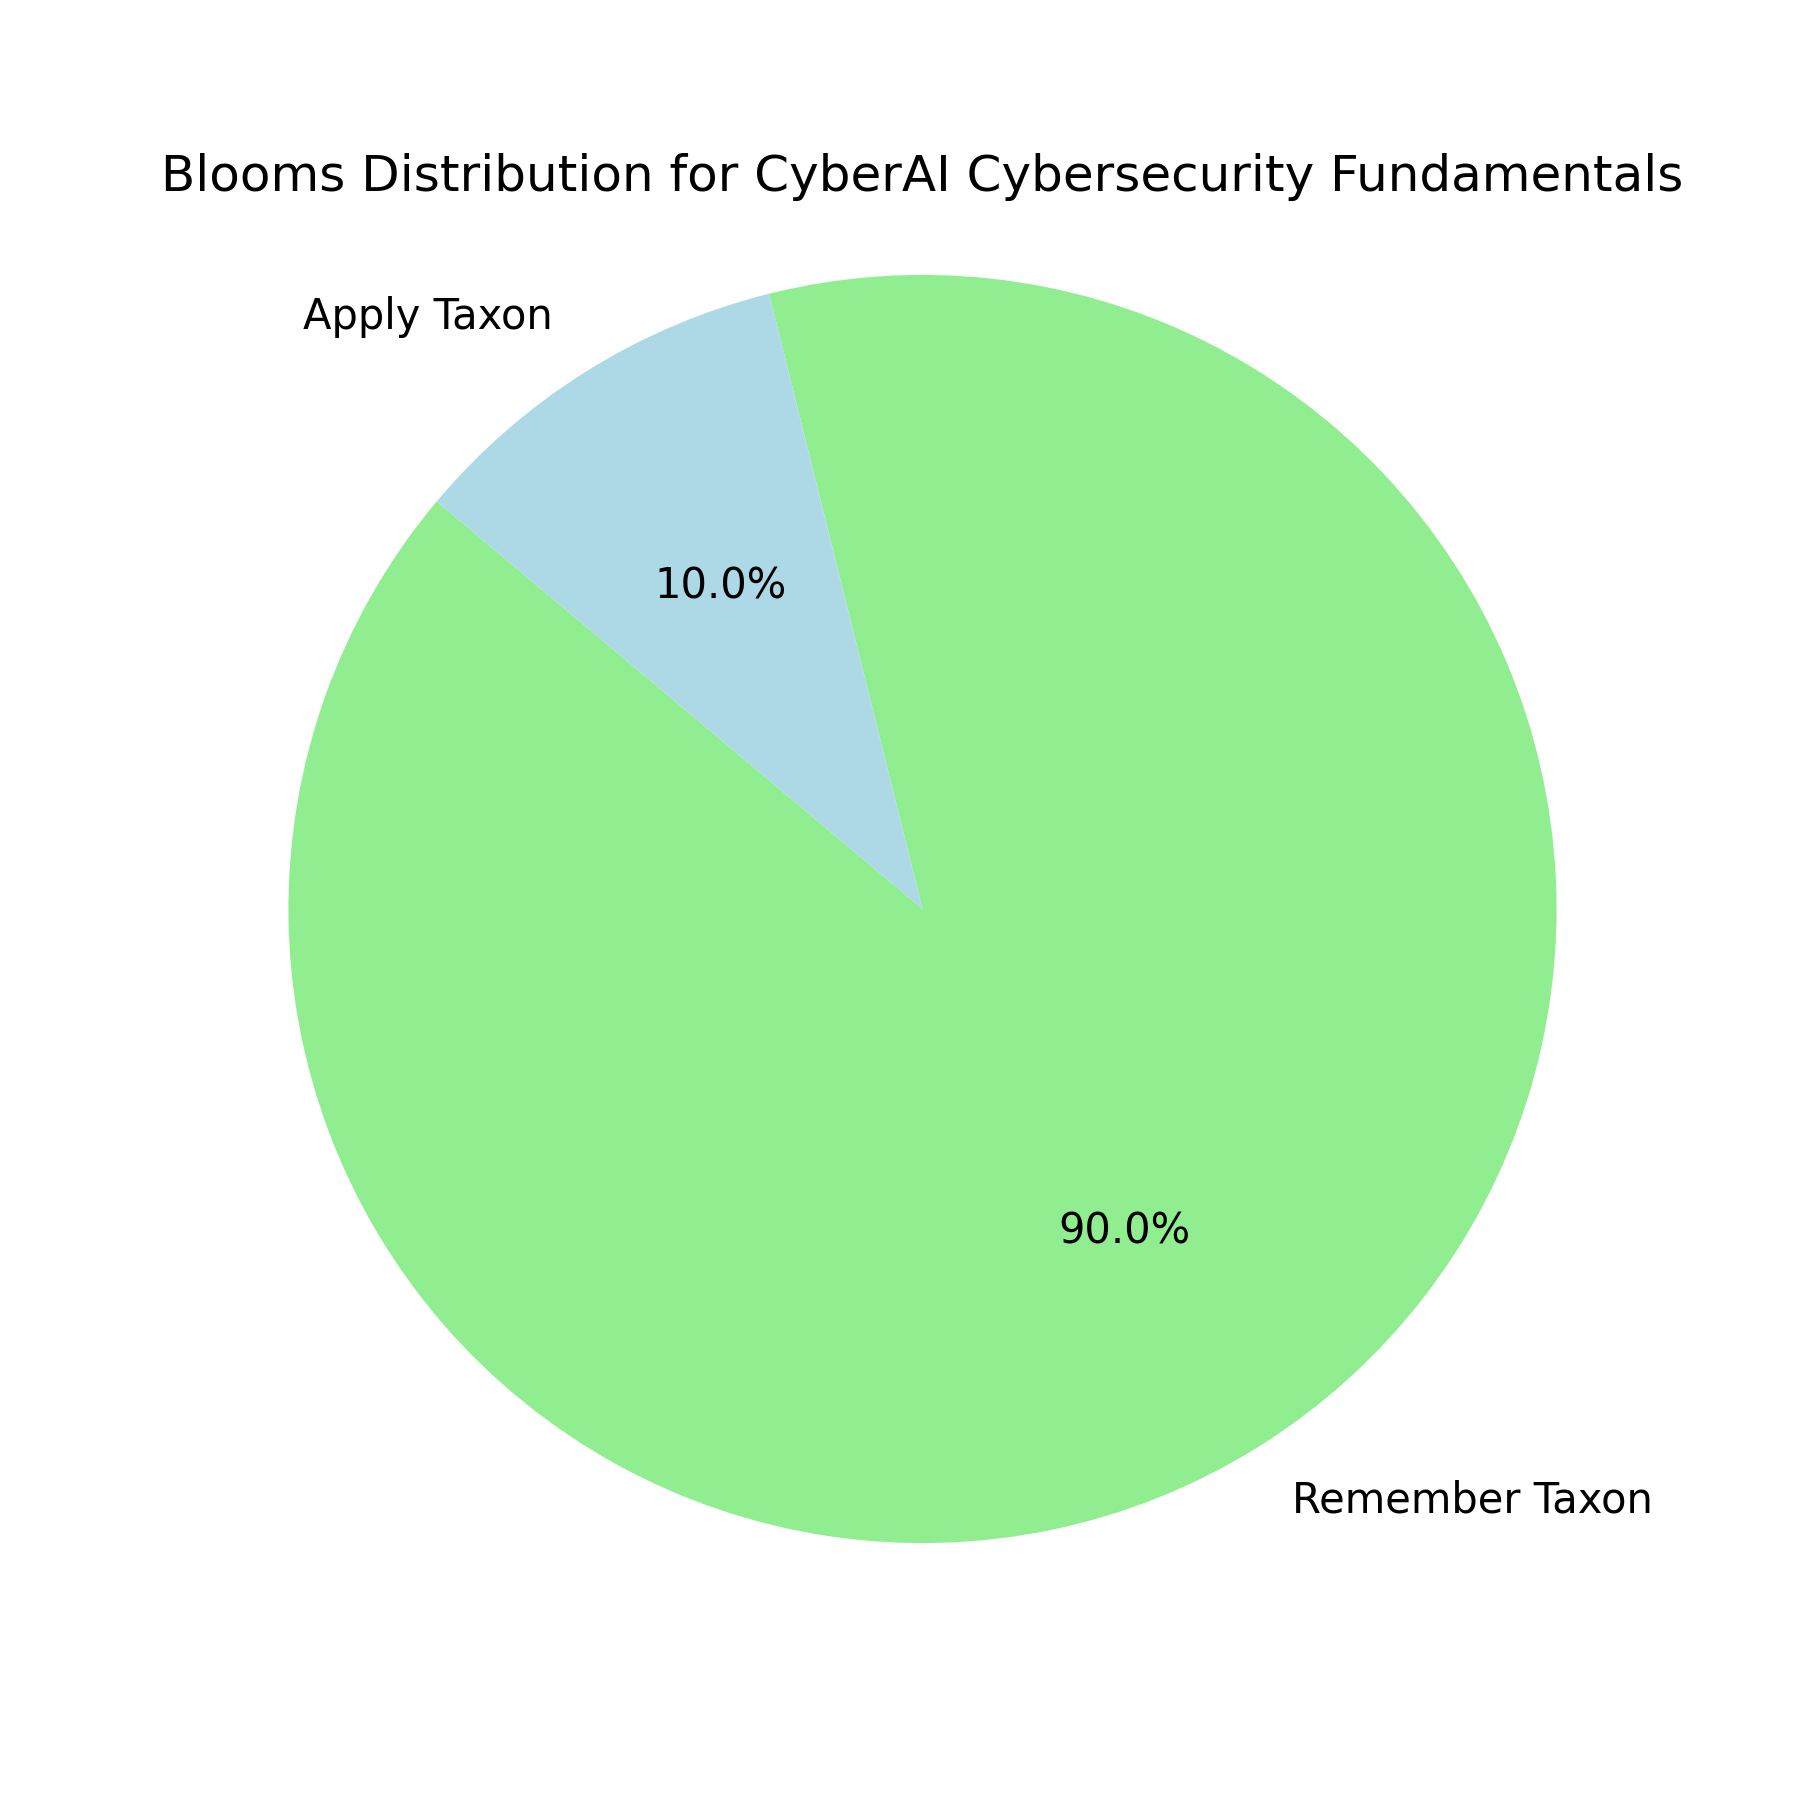 Blooms Distribution for CyberAI Cybersecurity Fundamentals
Apply Taxon
10.0%
90.0%
Remember Taxon